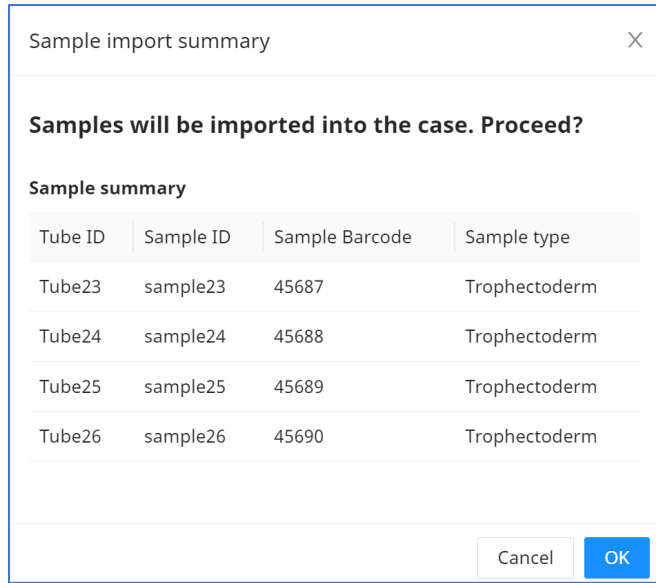 Sample import summary
Samples will be imported into the case. Proceed?
Sample summary
Tube ID Sample ID Sample Barcode Sample type
Tube23 sample23 45687 Trophectoderm
Tube24 sample24 45688 Trophectoderm
Tube25 sample25 45689 Trophectoderm
Tube26 sample26 45690 Trophectoderm
Cancel OK